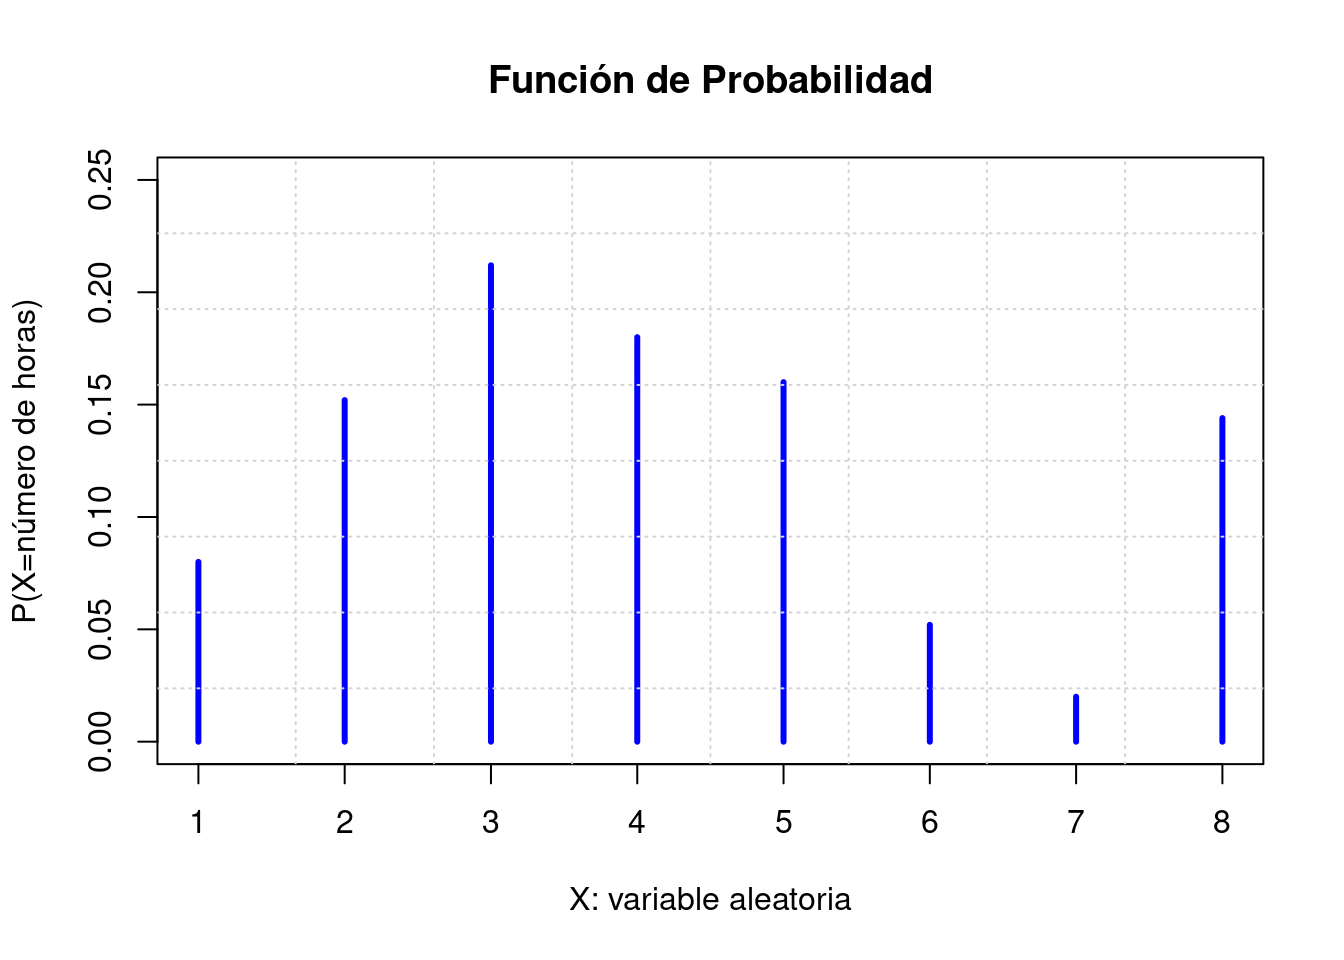 Función de Probabilidad
P(X=número de horas)
0.25
0.20
0.15
0.10
0.05
0.00
1 2 3 4 5 6 7 8
X: variable aleatoria